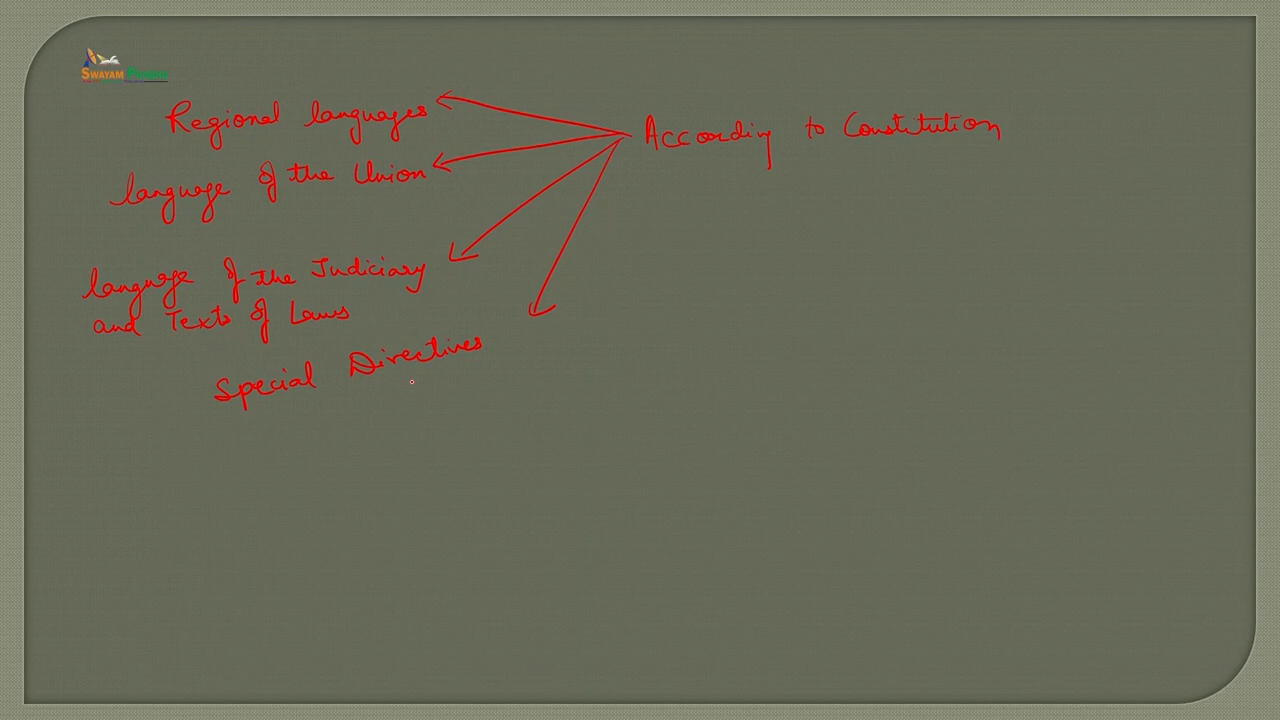 SWAYAM PRABHA
Regional languages
According to Constitution
language of the Union
language of the Judiciary
and Texts of Laws
Special Directives